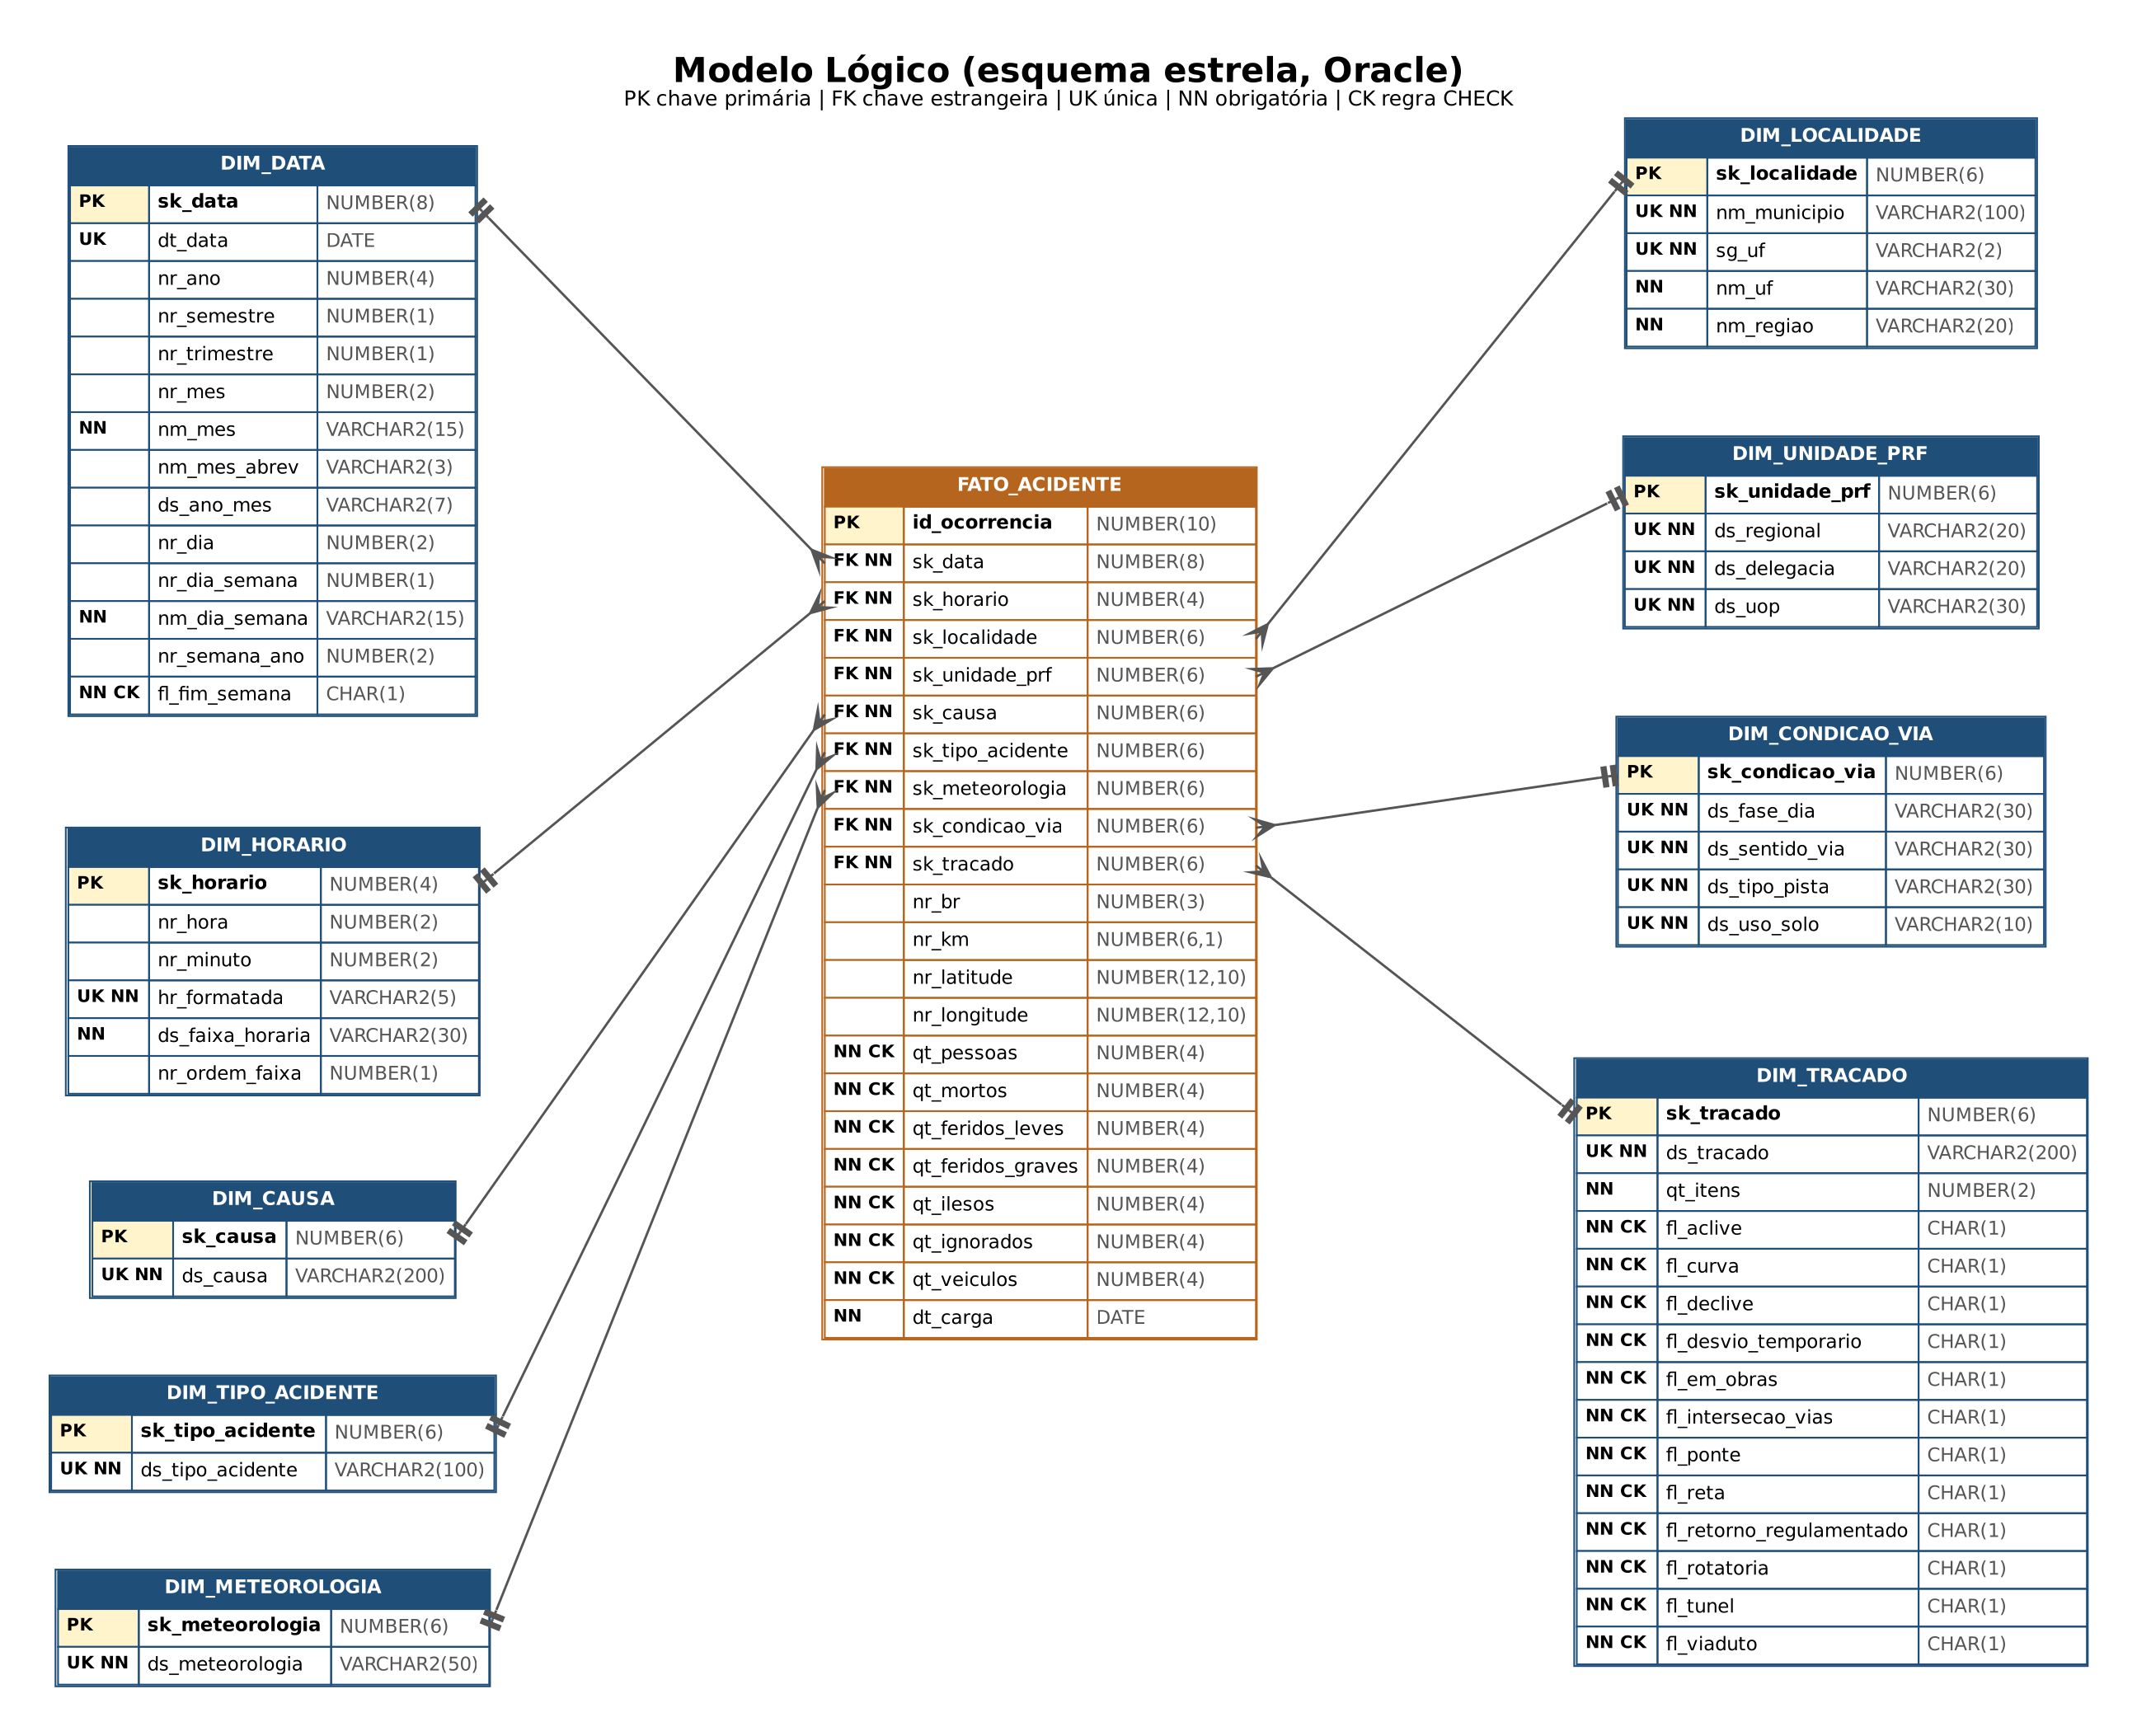 Modelo Lógico (esquema estrela, Oracle)
PK chave primária | FK chave estrangeira | UK única | NN obrigatória | CK regra CHECK
DIM_DATA
PK sk_data NUMBER(8)
UK dt_data DATE
nr_ano NUMBER(4)
nr_semestre NUMBER(1)
nr_trimestre NUMBER(1)
nr_mes NUMBER(2)
NN nm_mes VARCHAR2(15)
nm_mes_abrev VARCHAR2(3)
ds_ano_mes VARCHAR2(7)
nr_dia NUMBER(2)
nr_dia_semana NUMBER(1)
NN nm_dia_semana VARCHAR2(15)
nr_semana_ano NUMBER(2)
NN CK fl_fim_semana CHAR(1)
DIM_HORARIO
PK sk_horario NUMBER(4)
nr_hora NUMBER(2)
nr_minuto NUMBER(2)
UK NN hr_formatada VARCHAR2(5)
NN ds_faixa_horaria VARCHAR2(30)
nr_ordem_faixa NUMBER(1)
DIM_CAUSA
PK sk_causa NUMBER(6)
UK NN ds_causa VARCHAR2(200)
DIM_TIPO_ACIDENTE
PK sk_tipo_acidente NUMBER(6)
UK NN ds_tipo_acidente VARCHAR2(100)
DIM_METEOROLOGIA
PK sk_meteorologia NUMBER(6)
UK NN ds_meteorologia VARCHAR2(50)
FATO_ACIDENTE
PK id_ocorrencia NUMBER(10)
FK NN sk_data NUMBER(8)
FK NN sk_horario NUMBER(4)
FK NN sk_localidade NUMBER(6)
FK NN sk_unidade_prf NUMBER(6)
FK NN sk_causa NUMBER(6)
FK NN sk_tipo_acidente NUMBER(6)
FK NN sk_meteorologia NUMBER(6)
FK NN sk_condicao_via NUMBER(6)
FK NN sk_tracado NUMBER(6)
nr_br NUMBER(3)
nr_km NUMBER(6,1)
nr_latitude NUMBER(12,10)
nr_longitude NUMBER(12,10)
NN CK qt_pessoas NUMBER(4)
NN CK qt_mortos NUMBER(4)
NN CK qt_feridos_leves NUMBER(4)
NN CK qt_feridos_graves NUMBER(4)
NN CK qt_ilesos NUMBER(4)
NN CK qt_ignorados NUMBER(4)
NN CK qt_veiculos NUMBER(4)
NN dt_carga DATE
DIM_LOCALIDADE
PK sk_localidade NUMBER(6)
UK NN nm_municipio VARCHAR2(100)
UK NN sg_uf VARCHAR2(2)
NN nm_uf VARCHAR2(30)
NN nm_regiao VARCHAR2(20)
DIM_UNIDADE_PRF
PK sk_unidade_prf NUMBER(6)
UK NN ds_regional VARCHAR2(20)
UK NN ds_delegacia VARCHAR2(20)
UK NN ds_uop VARCHAR2(30)
DIM_CONDICAO_VIA
PK sk_condicao_via NUMBER(6)
UK NN ds_fase_dia VARCHAR2(30)
UK NN ds_sentido_via VARCHAR2(30)
UK NN ds_tipo_pista VARCHAR2(30)
UK NN ds_uso_solo VARCHAR2(10)
DIM_TRACADO
PK sk_tracado NUMBER(6)
UK NN ds_tracado VARCHAR2(200)
NN qt_itens NUMBER(2)
NN CK fl_aclive CHAR(1)
NN CK fl_curva CHAR(1)
NN CK fl_declive CHAR(1)
NN CK fl_desvio_temporario CHAR(1)
NN CK fl_em_obras CHAR(1)
NN CK fl_intersecao_vias CHAR(1)
NN CK fl_ponte CHAR(1)
NN CK fl_reta CHAR(1)
NN CK fl_retorno_regulamentado CHAR(1)
NN CK fl_rotatoria CHAR(1)
NN CK fl_tunel CHAR(1)
NN CK fl_viaduto CHAR(1)